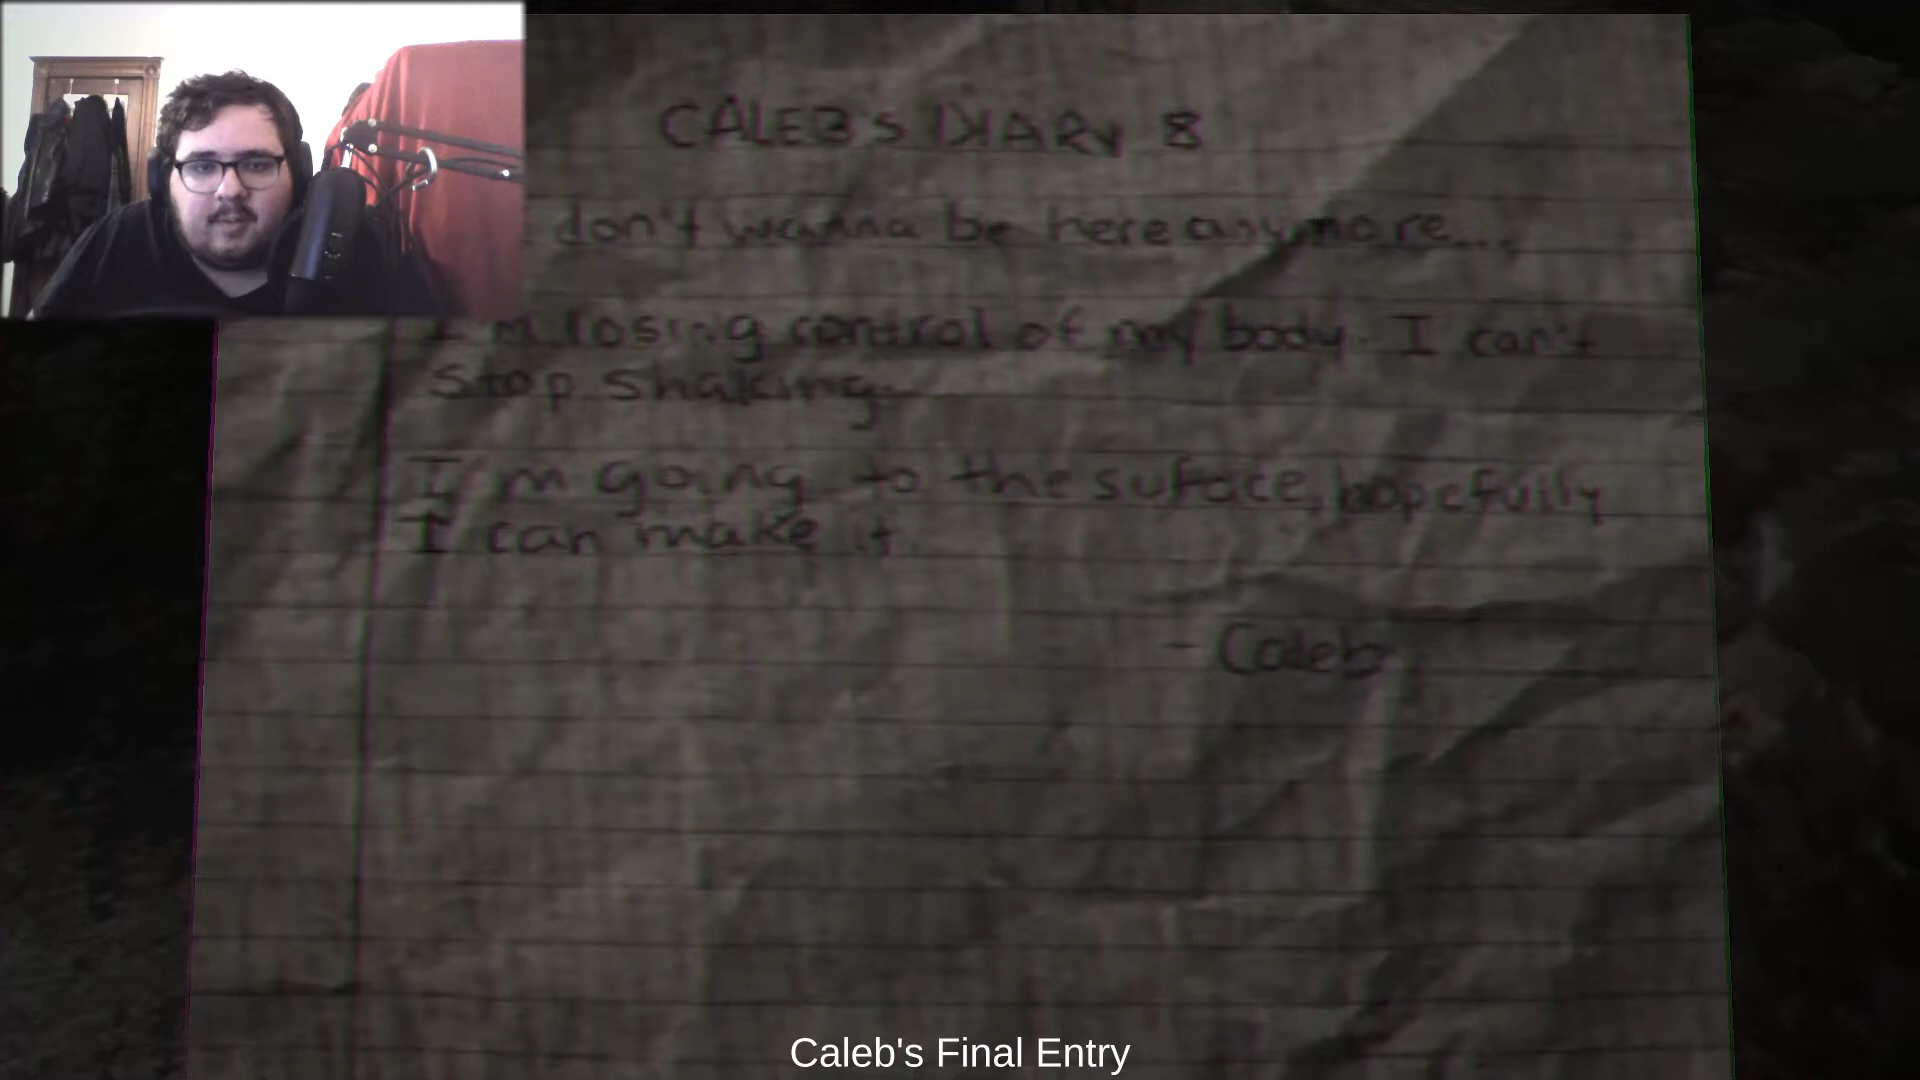 CALEB'S DIARY 8
don't wanna be here anymore...
I'm losing control of my body. I can't
stop shaking.
I'm going to the suface, hopefully
I can make it
- Caleb
Caleb's Final Entry